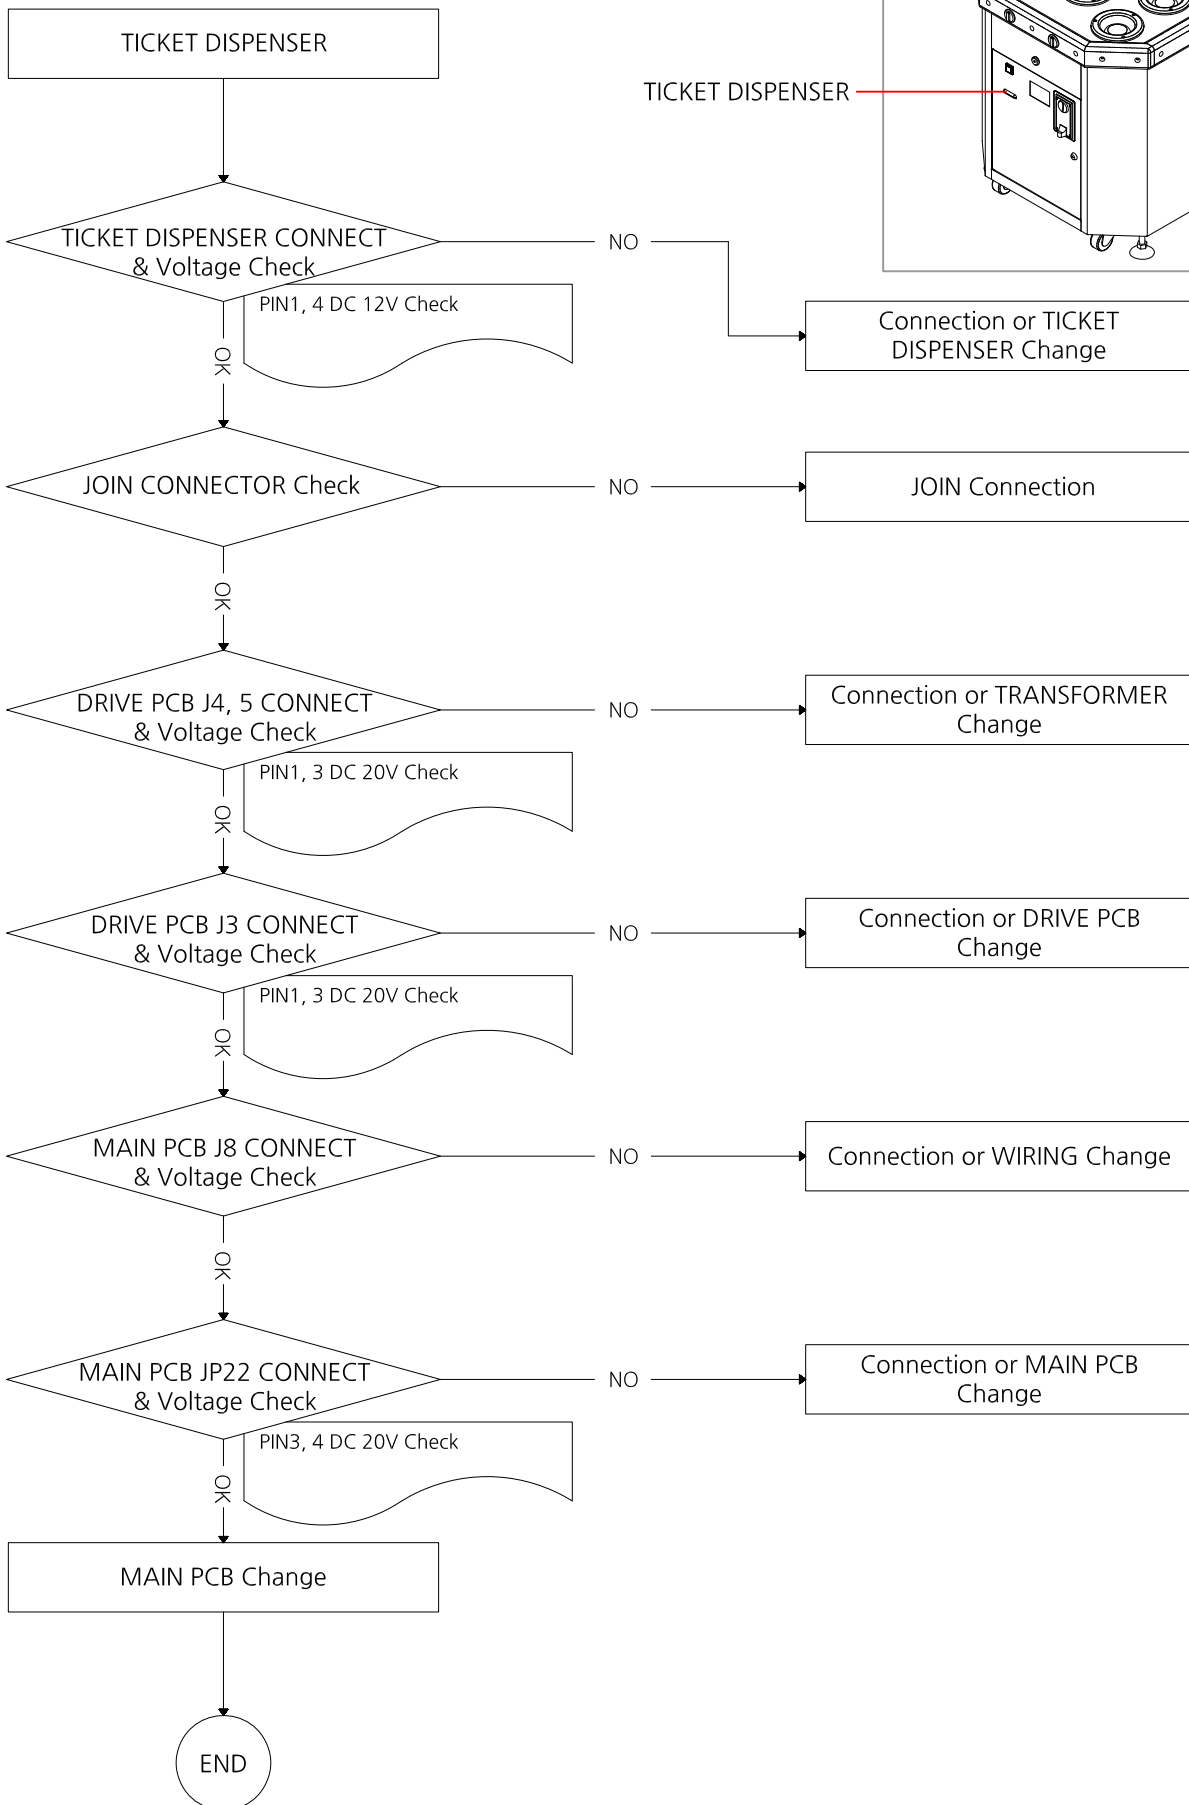 TICKET DISPENSER
TICKET DISPENSER
TICKET DISPENSER CONNECT
& Voltage Check
NO
PIN1, 4 DC 12V Check
Connection or TICKET
DISPENSER Change
OK
JOIN CONNECTOR Check
NO
JOIN Connection
OK
DRIVE PCB J4, 5 CONNECT
& Voltage Check
NO
Connection or TRANSFORMER
Change
PIN1, 3 DC 20V Check
OK
DRIVE PCB J3 CONNECT
& Voltage Check
NO
Connection or DRIVE PCB
Change
PIN1, 3 DC 20V Check
OK
MAIN PCB J8 CONNECT
& Voltage Check
NO
Connection or WIRING Change
OK
MAIN PCB JP22 CONNECT
& Voltage Check
NO
Connection or MAIN PCB
Change
PIN3, 4 DC 20V Check
OK
MAIN PCB Change
END